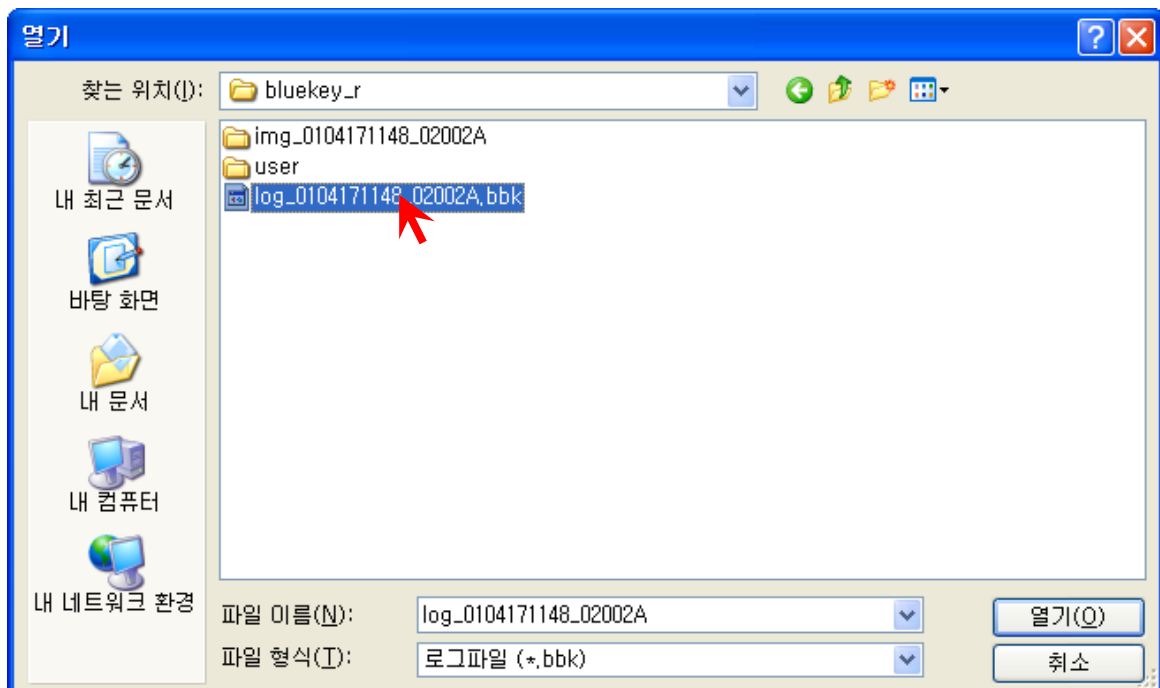 열기
찾는 위치(I):
bluekey_r
img_0104171148_02002A
user
log_0104171148_02002A.bbk
내 최근 문서
바탕 화면
내 문서
내 컴퓨터
내 네트워크 환경
파일 이름(N):
log_0104171148_02002A
열기(O)
파일 형식(T):
로그파일 (*.bbk)
취소